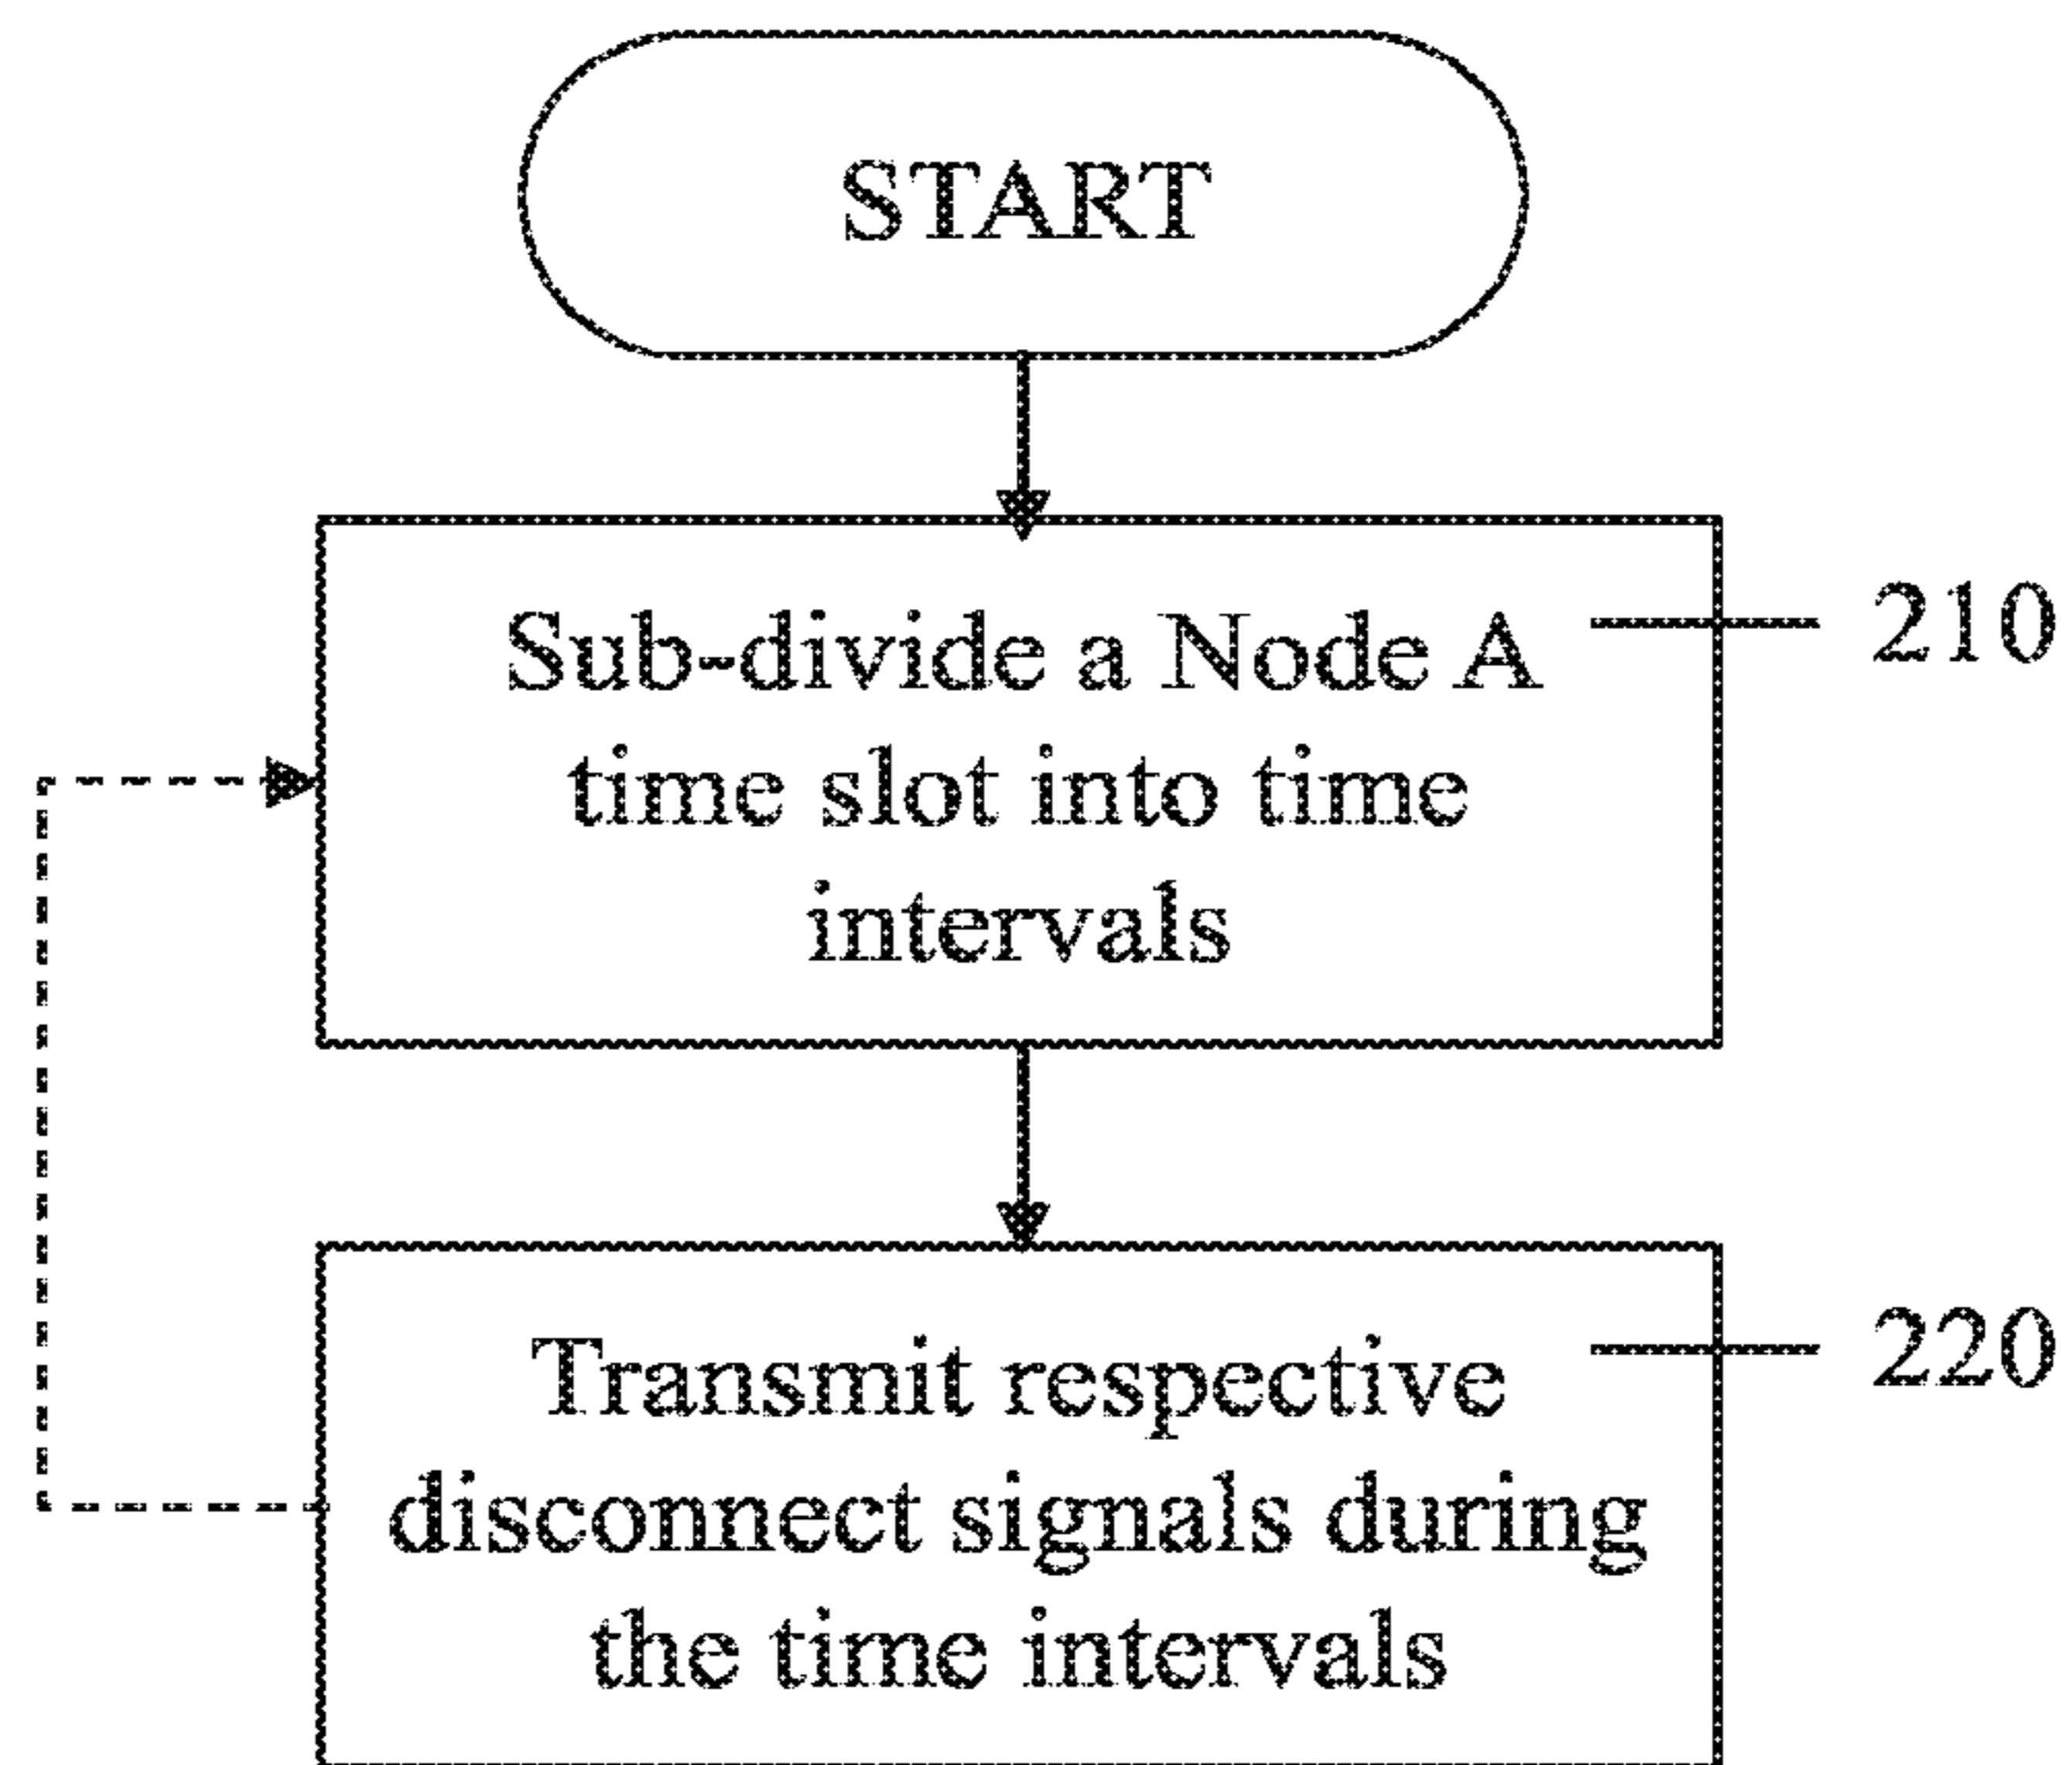 START
Sub-divide a Node A
time slot into time
intervals
210
Transmit respective
disconnect signals during
the time intervals
220